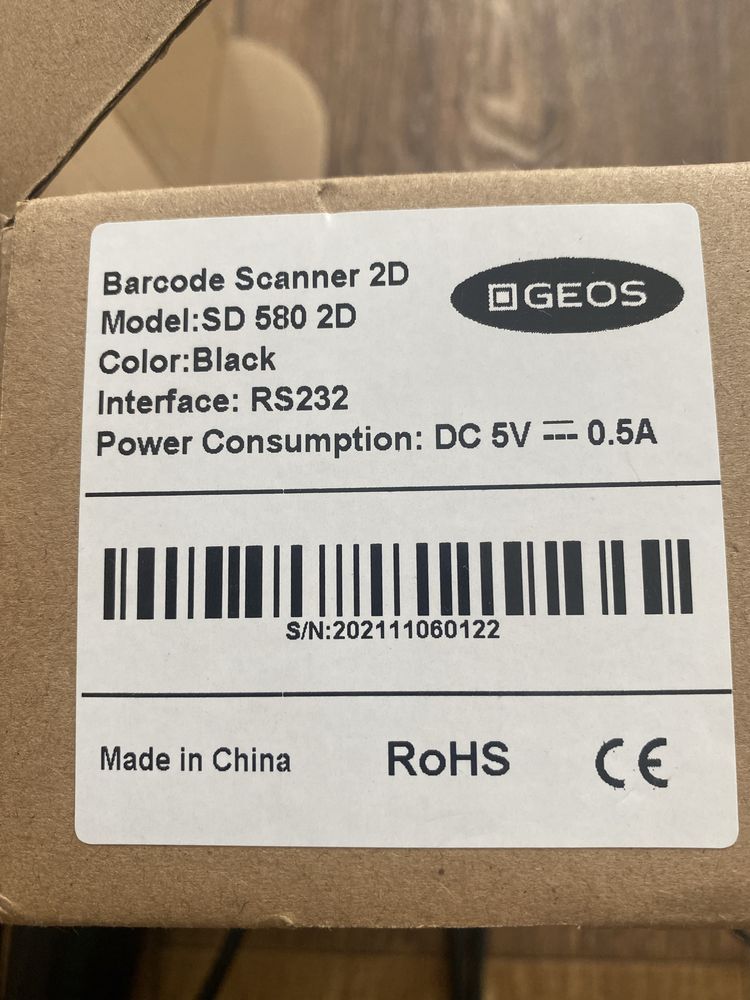 Barcode Scanner 2D
GEOS
Model:SD 580 2D
Color:Black
Interface: RS232
Power Consumption: DC 5V ⎓ 0.5A
S/N:202111060122
Made in China
RoHS
CE